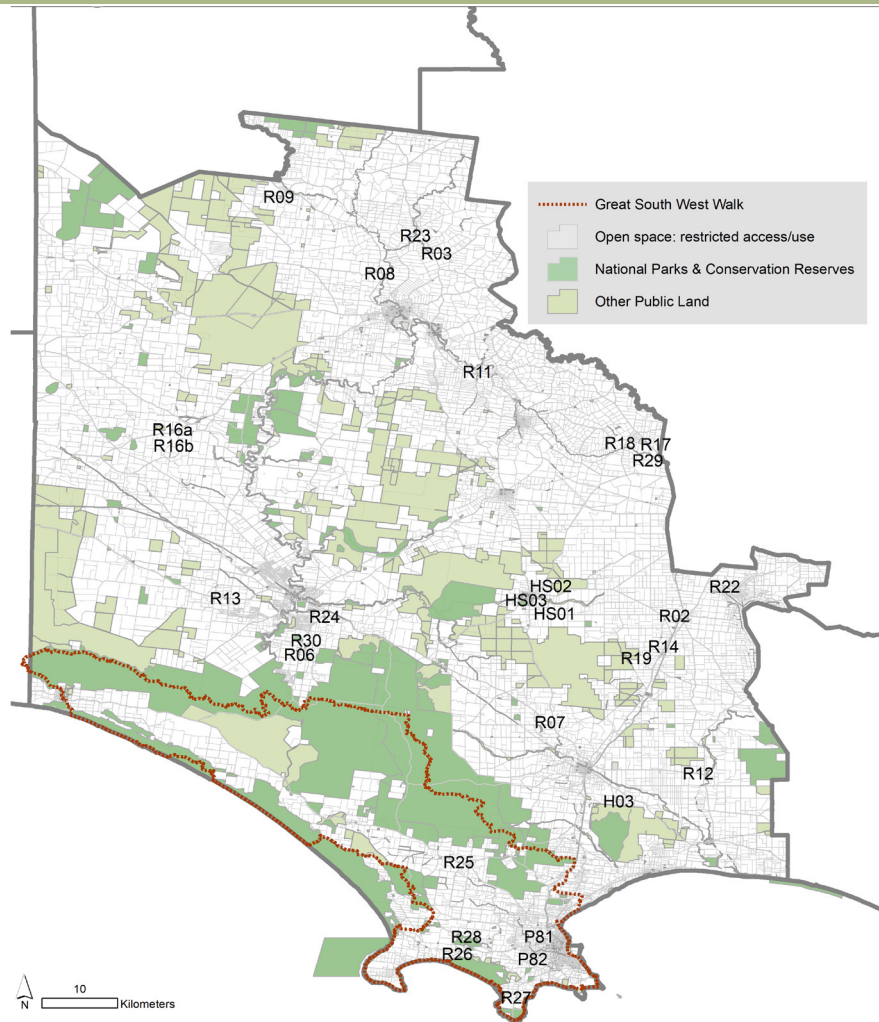 R09
R23
R03
R08
Great South West Walk
Open space: restricted access/use
National Parks & Conservation Reserves
Other Public Land
R11
R16a
R16b
R18 R17
R29
HS02
HS03
HS01
R22
R13
R24
R02
R30
R06
R14
R19
R07
R12
H03
R25
R28
R26
P81
P82
R27
N
10
Kilometers